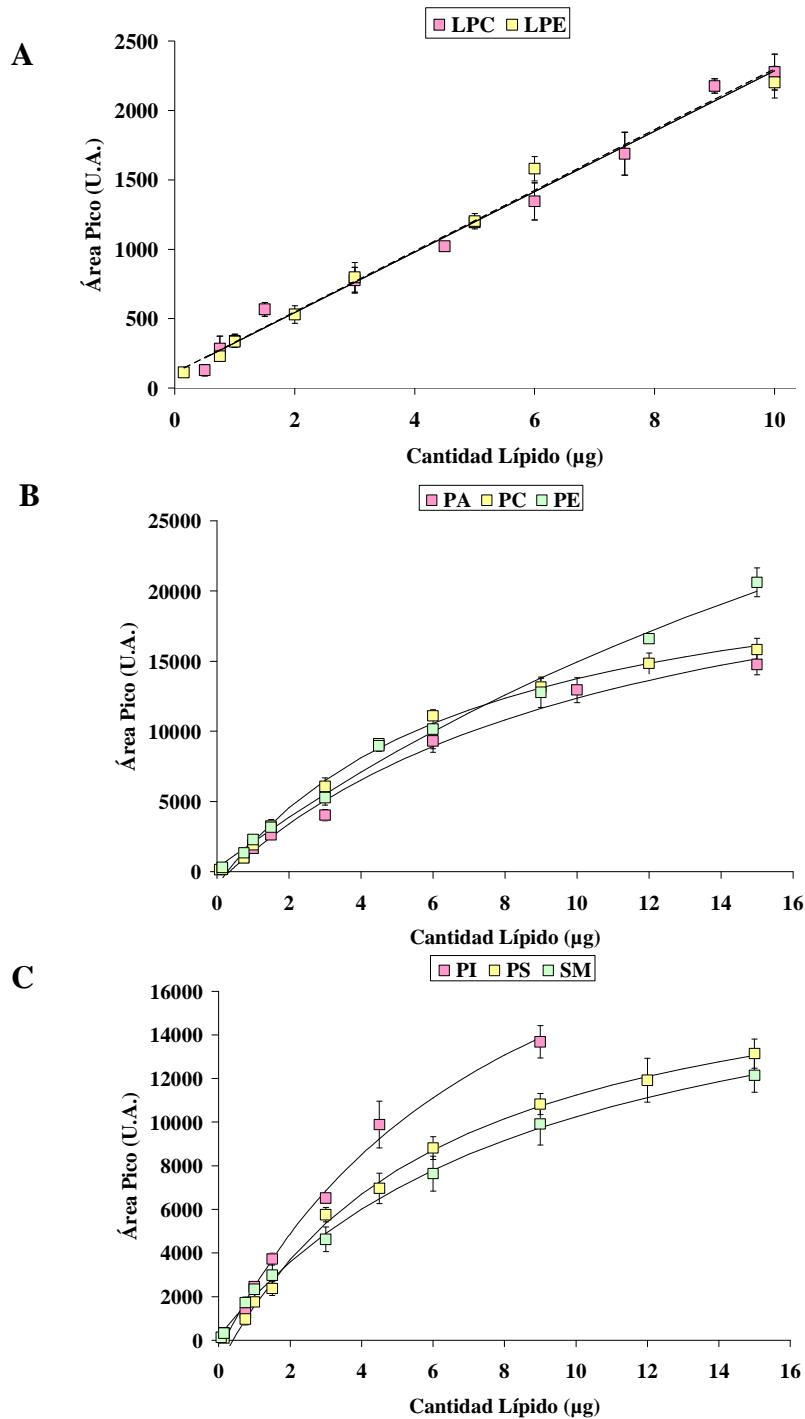 A
LPC LPE
2500
2000
1500
1000
500
0
Área Pico (U.A.)
0 2 4 6 8 10
Cantidad Lípido (µg)
B
PA PC PE
25000
20000
15000
10000
5000
0
Área Pico (U.A.)
0 2 4 6 8 10 12 14 16
Cantidad Lípido (µg)
C
PI PS SM
16000
14000
12000
10000
8000
6000
4000
2000
0
Área Pico (U.A.)
0 2 4 6 8 10 12 14 16
Cantidad Lípido (µg)